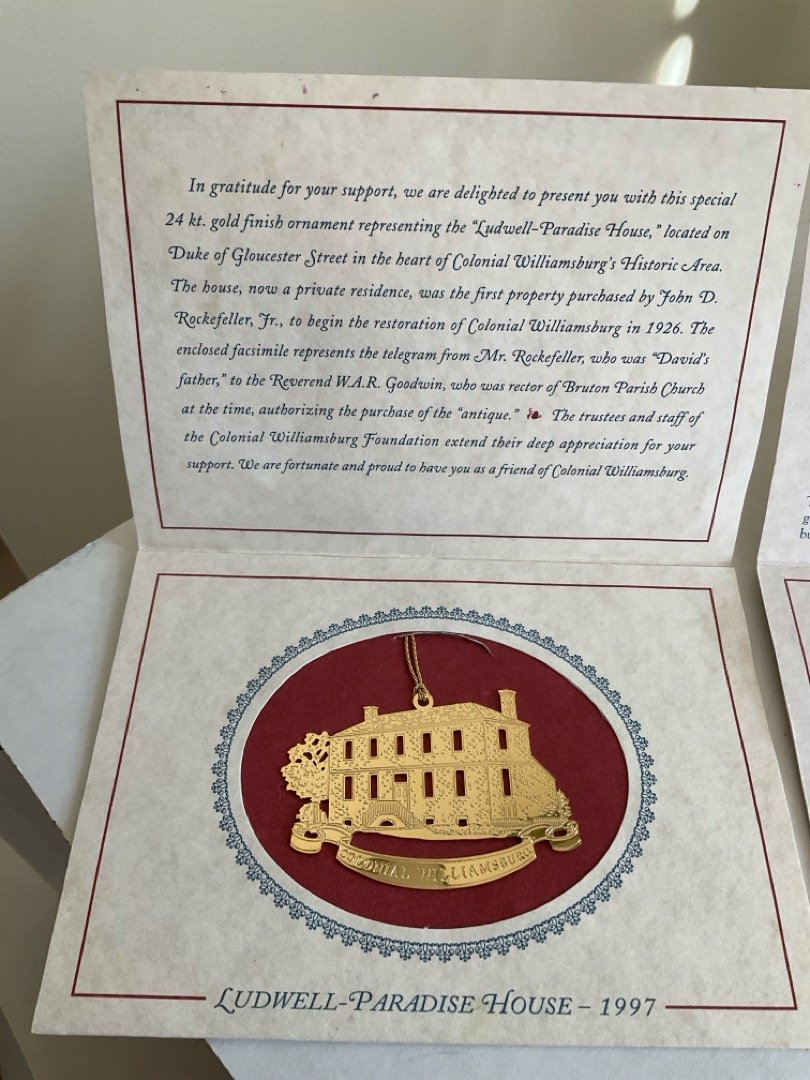 In gratitude for your support, we are delighted to present you with this special
24 kt. gold finish ornament representing the "Ludwell-Paradise House," located on
Duke of Gloucester Street in the heart of Colonial Williamsburg's Historic Area.
The house, now a private residence, was the first property purchased by John D.
Rockefeller, Jr., to begin the restoration of Colonial Williamsburg in 1926. The
enclosed facsimile represents the telegram from Mr. Rockefeller, who was "David's
father," to the Reverend W.A.R. Goodwin, who was rector of Bruton Parish Church
at the time, authorizing the purchase of the "antique." The trustees and staff of
the Colonial Williamsburg Foundation extend their deep appreciation for your
support. We are fortunate and proud to have you as a friend of Colonial Williamsburg.
COLONIAL WILLIAMSBURG
LUDWELL-PARADISE HOUSE – 1997